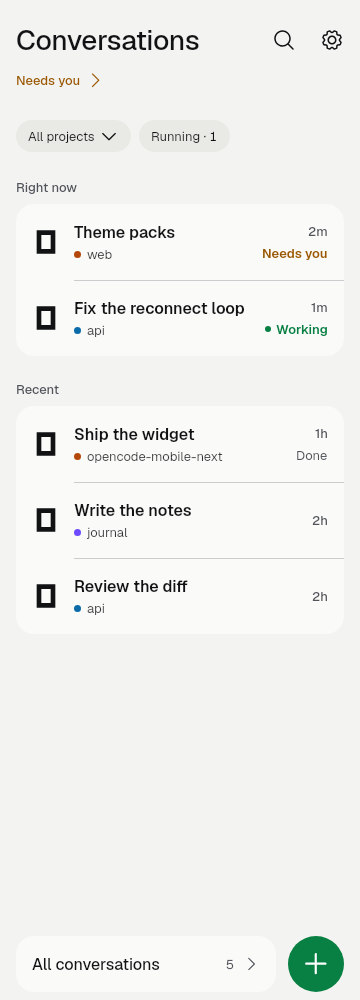 Conversations
Needs you
All projects
Running · 1
Right now
Theme packs
2m
web
Needs you
Fix the reconnect loop
1m
api
Working
Recent
Ship the widget
1h
opencode-mobile-next
Done
Write the notes
2h
journal
Review the diff
2h
api
All conversations
5